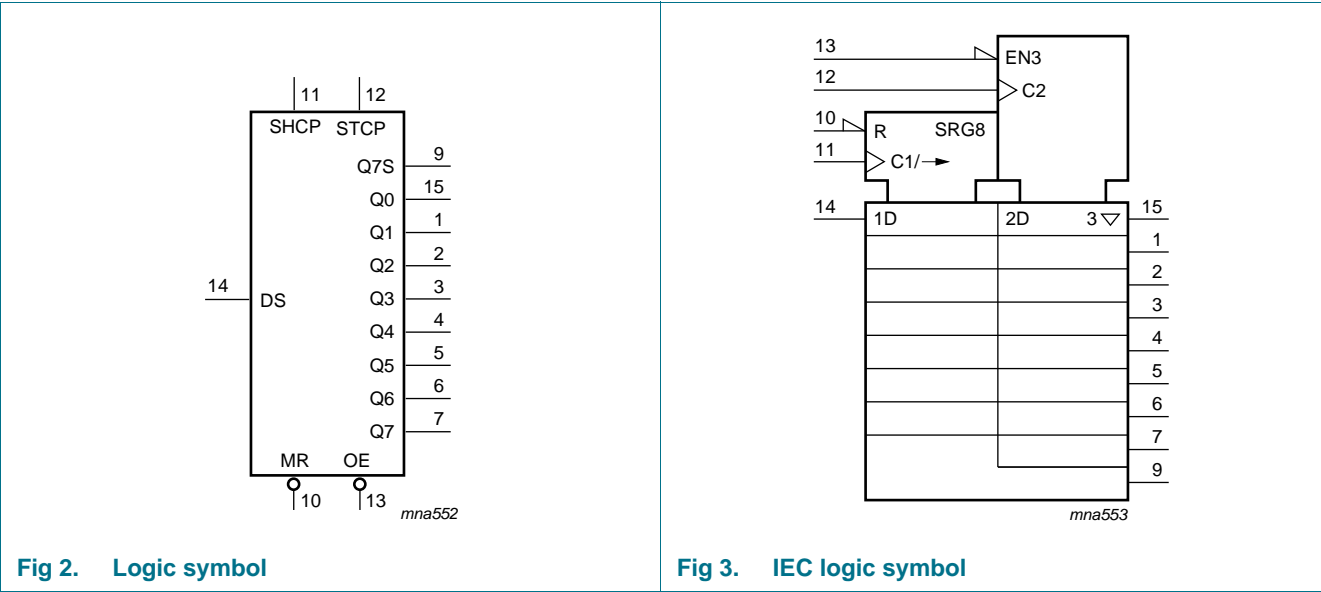 11 12
SHCP STCP
Q7S 9
Q0 15
Q1 1
Q2 2
14 DS Q3 3
Q4 4
Q5 5
Q6 6
Q7 7
MR OE
10 13
mna552
Fig 2. Logic symbol
13 EN3
12 C2
10 R SRG8
11 C1/→
14 1D 2D 3 ▽ 15
1
2
3
4
5
6
7
9
mna553
Fig 3. IEC logic symbol